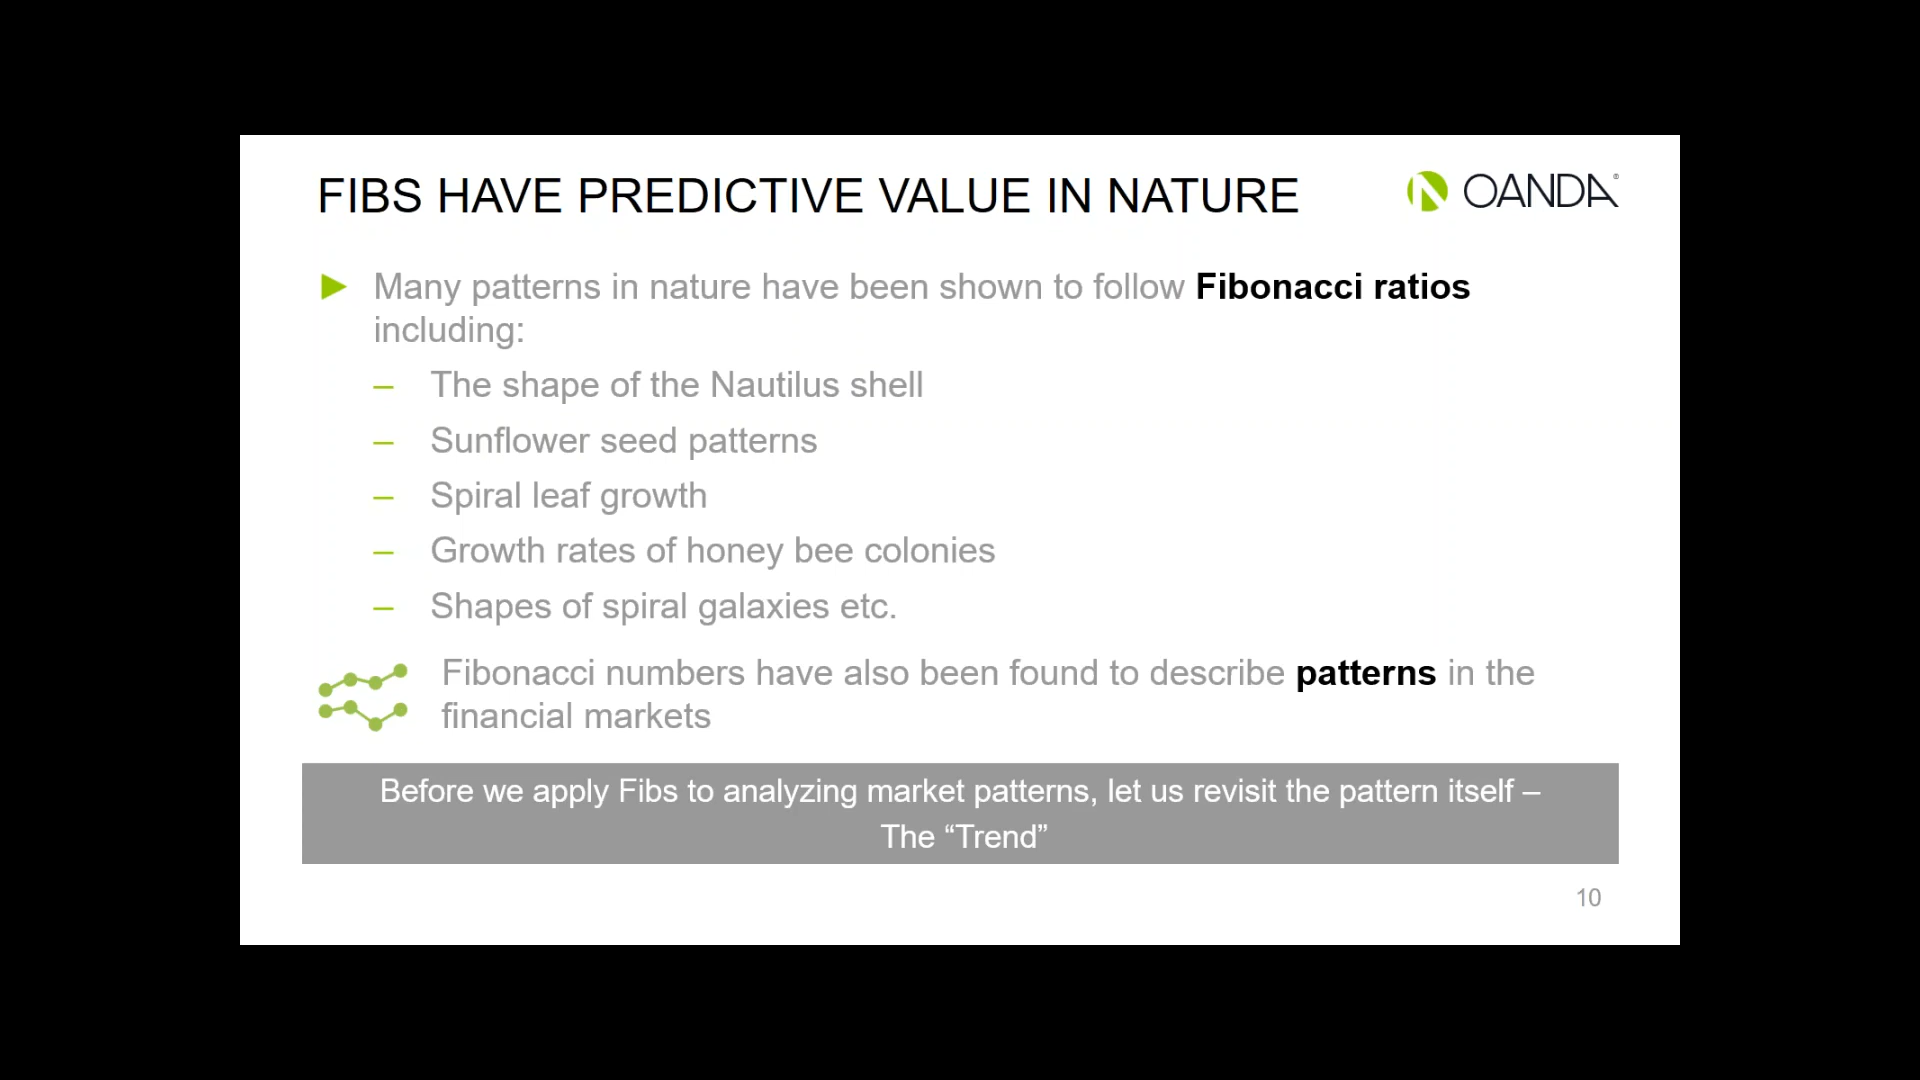 FIBS HAVE PREDICTIVE VALUE IN NATURE
OANDA®
Many patterns in nature have been shown to follow Fibonacci ratios
including:
– The shape of the Nautilus shell
– Sunflower seed patterns
– Spiral leaf growth
– Growth rates of honey bee colonies
– Shapes of spiral galaxies etc.
Fibonacci numbers have also been found to describe patterns in the
financial markets
Before we apply Fibs to analyzing market patterns, let us revisit the pattern itself –
The “Trend”
10